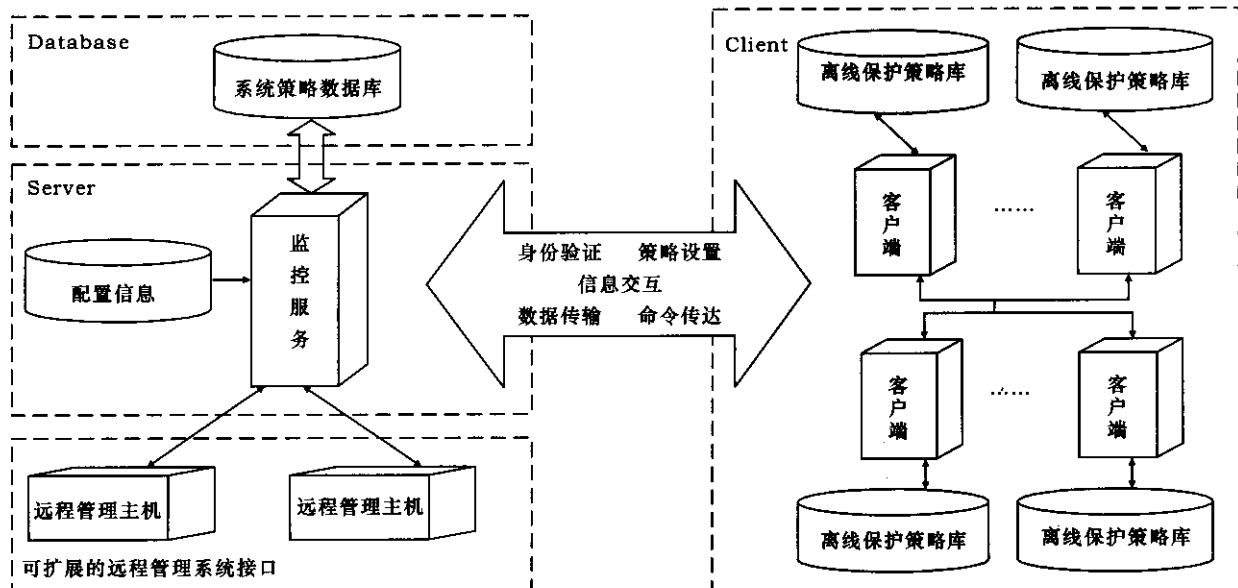 Database
系统策略数据库
Server
监控服务
配置信息
远程管理主机
远程管理主机
可扩展的远程管理系统接口
身份验证 策略设置
信息交互
数据传输 命令传达
Client
离线保护策略库
离线保护策略库
客户端
……
客户端
客户端
……
客户端
离线保护策略库
离线保护策略库